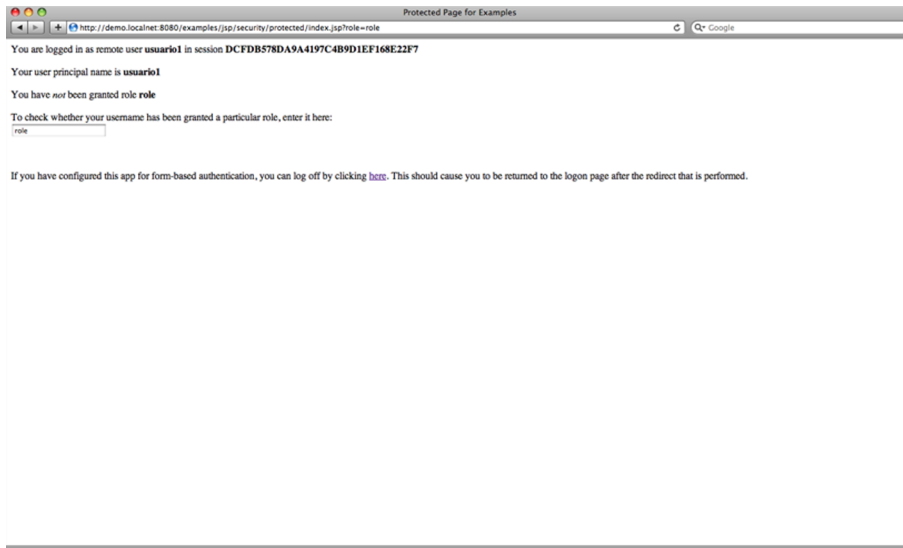 Protected Page for Examples
http://demo.localnet:8080/examples/jsp/security/protected/index.jsp?role=role
Google
You are logged in as remote user usuario1 in session DCFDB578DA9A4197C4B9D1EF168E22F7
Your user principal name is usuario1
You have not been granted role role
To check whether your username has been granted a particular role, enter it here:
role
If you have configured this app for form-based authentication, you can log off by clicking here. This should cause you to be returned to the logon page after the redirect that is performed.